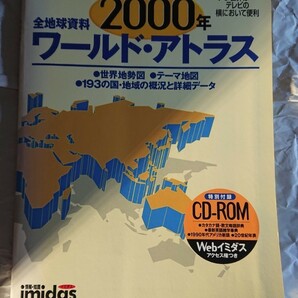 テレビの
横において便利
全地球資料
2000年
ワールド・アトラス
●世界地勢図 ●テーマ地図
●193の国・地域の概況と詳細データ
特別付録
CD-ROM
Webイミダス
アクセス権つき
imidas